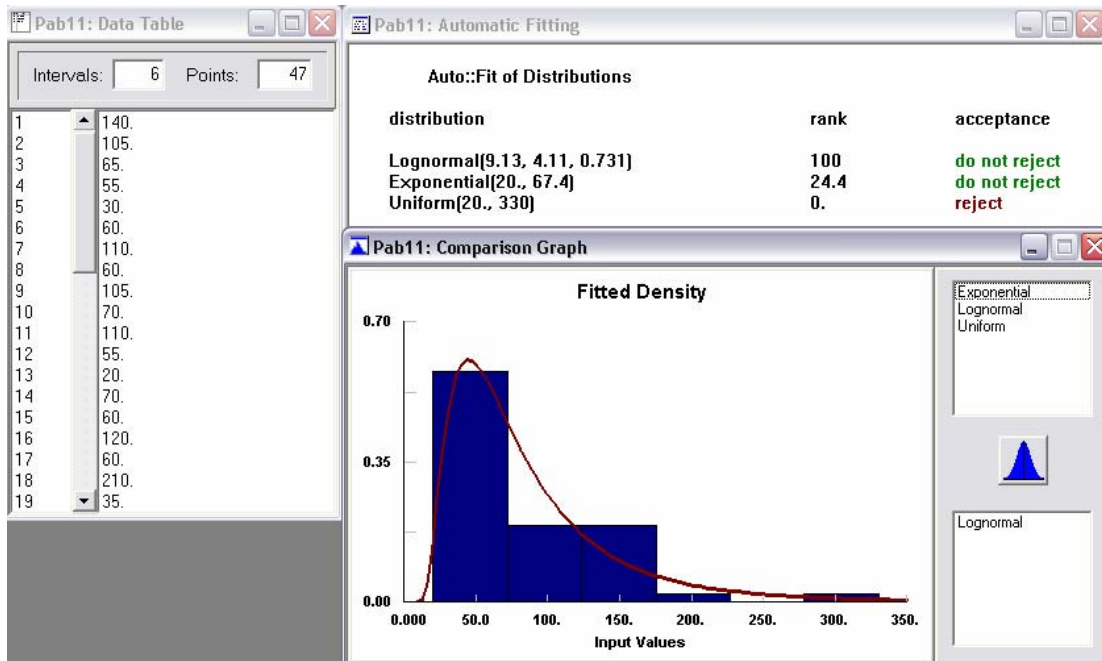 Pab11: Data Table
Intervals: 6 Points: 47
1 140.
2 105.
3 65.
4 55.
5 30.
6 60.
7 110.
8 60.
9 105.
10 70.
11 110.
12 55.
13 20.
14 70.
15 60.
16 120.
17 60.
18 210.
19 35.
Pab11: Automatic Fitting
Auto::Fit of Distributions
distribution rank acceptance
Lognormal(9.13, 4.11, 0.731) 100 do not reject
Exponential(20., 67.4) 24.4 do not reject
Uniform(20., 330) 0. reject
Pab11: Comparison Graph
Fitted Density
0.70
0.35
0.00
0.000 50.0 100. 150. 200. 250. 300. 350.
Input Values
Exponential
Lognormal
Uniform
Lognormal